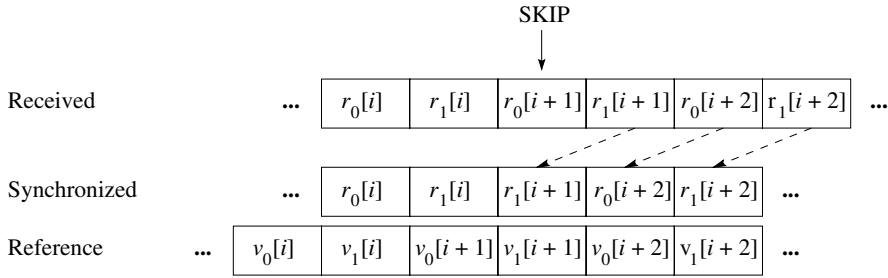 SKIP
Received ... r₀[i] r₁[i] r₀[i + 1] r₁[i + 1] r₀[i + 2] r₁[i + 2] ...
Synchronized ... r₀[i] r₁[i] r₁[i + 1] r₀[i + 2] r₁[i + 2] ...
Reference ... v₀[i] v₁[i] v₀[i + 1] v₁[i + 1] v₀[i + 2] v₁[i + 2] ...